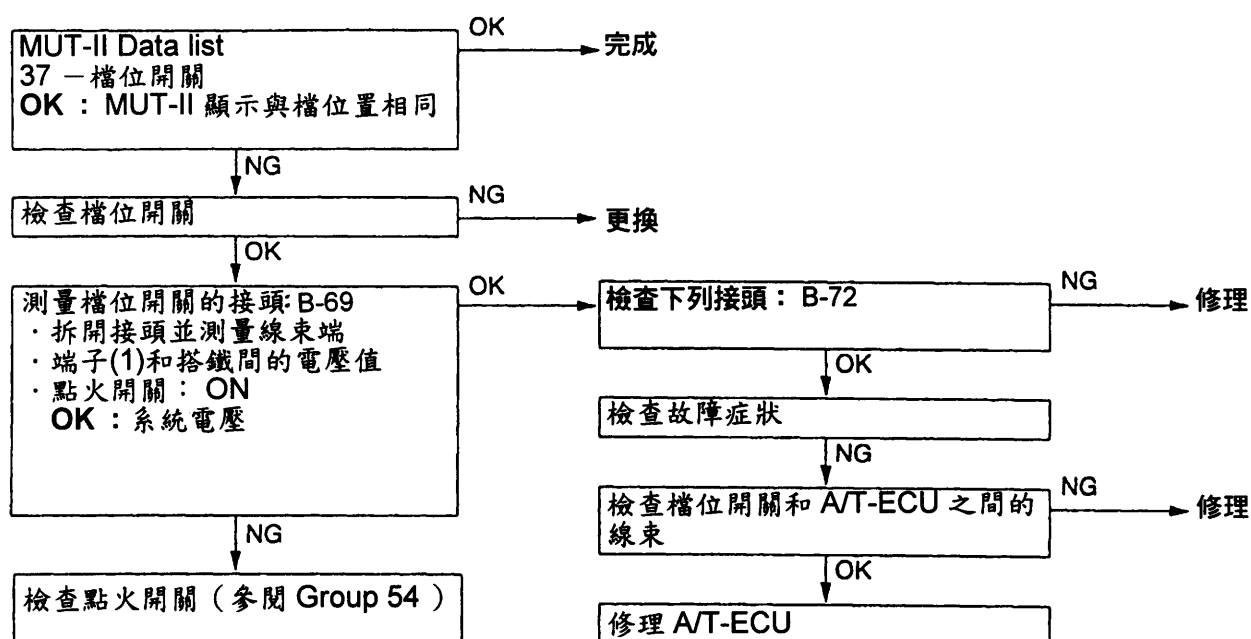 MUT-II Data list
37 －檔位開關
OK ： MUT-II 顯示與檔位置相同
OK
完成
NG
檢查檔位開關
NG
更換
OK
測量檔位開關的接頭: B-69
· 拆開接頭並測量線束端
· 端子(1)和搭鐵間的電壓值
· 點火開關： ON
OK ：系統電壓
OK
檢查下列接頭： B-72
NG
修理
OK
檢查故障症狀
NG
檢查檔位開關和 A/T-ECU 之間的
線束
NG
修理
OK
修理 A/T-ECU
NG
檢查點火開關（參閱 Group 54 ）